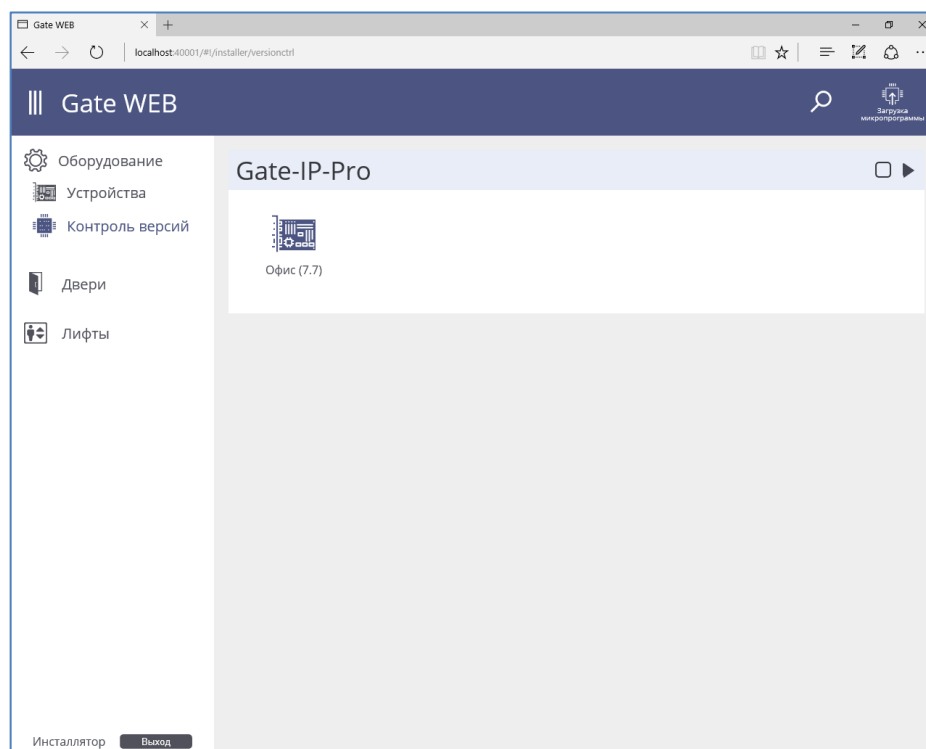 Gate WEB
localhost:40001/#!/installer/versionctrl
Gate WEB
Загрузка
микропрограммы
Оборудование
Устройства
Контроль версий
Двери
Лифты
Gate-IP-Pro
Офис (7.7)
Инсталлятор
Выход